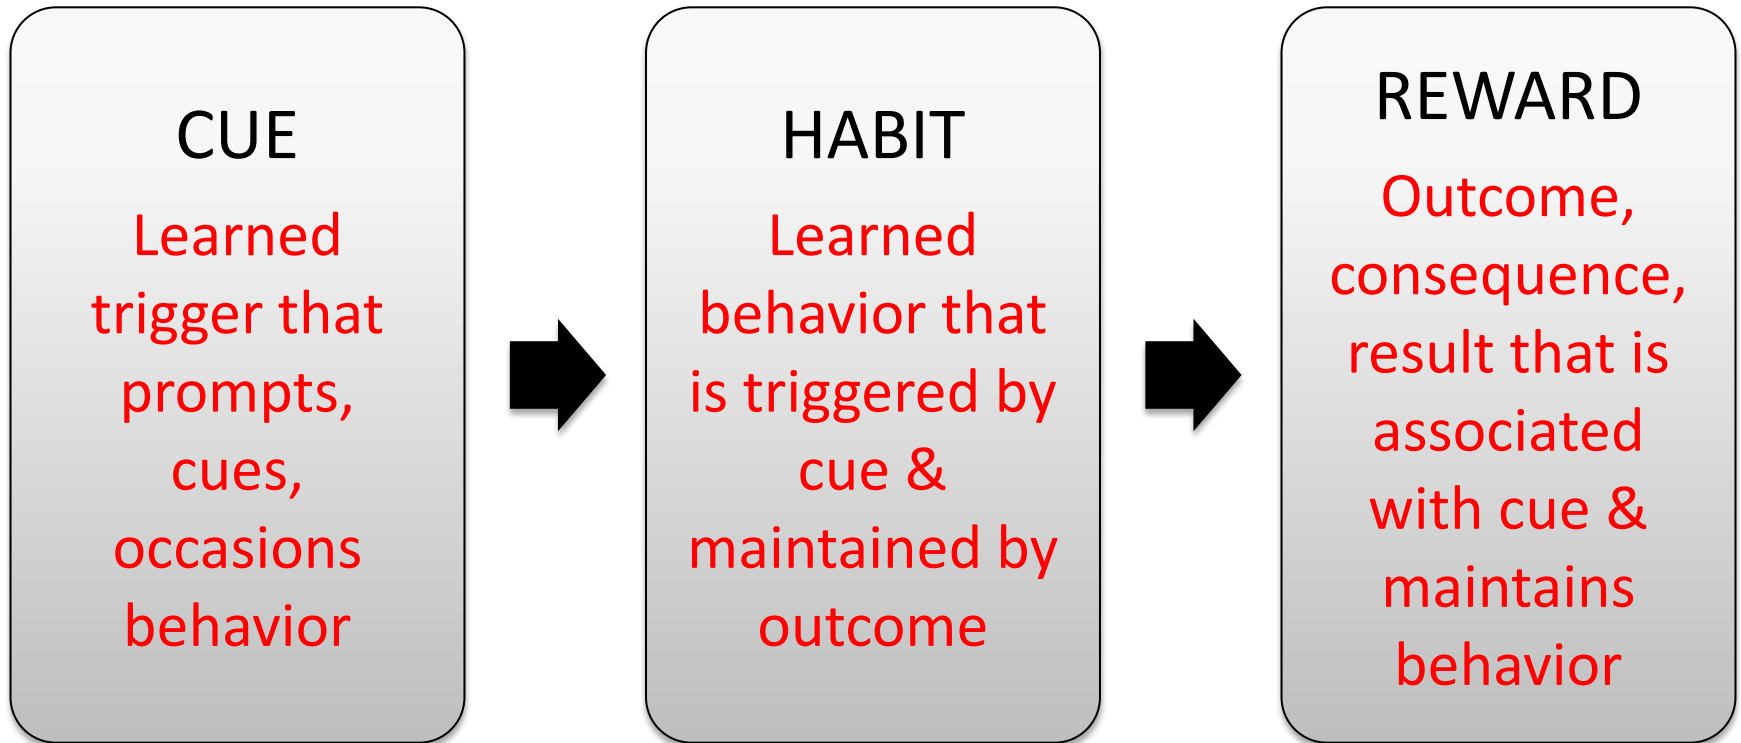 CUE
Learned
trigger that
prompts,
cues,
occasions
behavior
HABIT
Learned
behavior that
is triggered by
cue &
maintained by
outcome
REWARD
Outcome,
consequence,
result that is
associated
with cue &
maintains
behavior